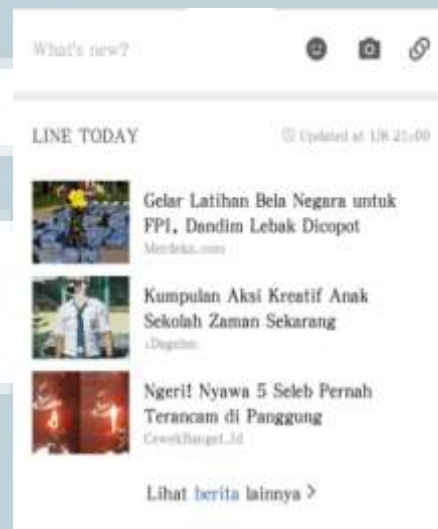 What's new?
LINE TODAY
Updated at 1/8 21:00
Gelar Latihan Bela Negara untuk
FPI, Dandim Lebak Dicopot
Merdeka.com
Kumpulan Aksi Kreatif Anak
Sekolah Zaman Sekarang
1Dagelan
Ngeri! Nyawa 5 Seleb Pernah
Terancam di Panggung
CewekBanget.Id
Lihat berita lainnya >